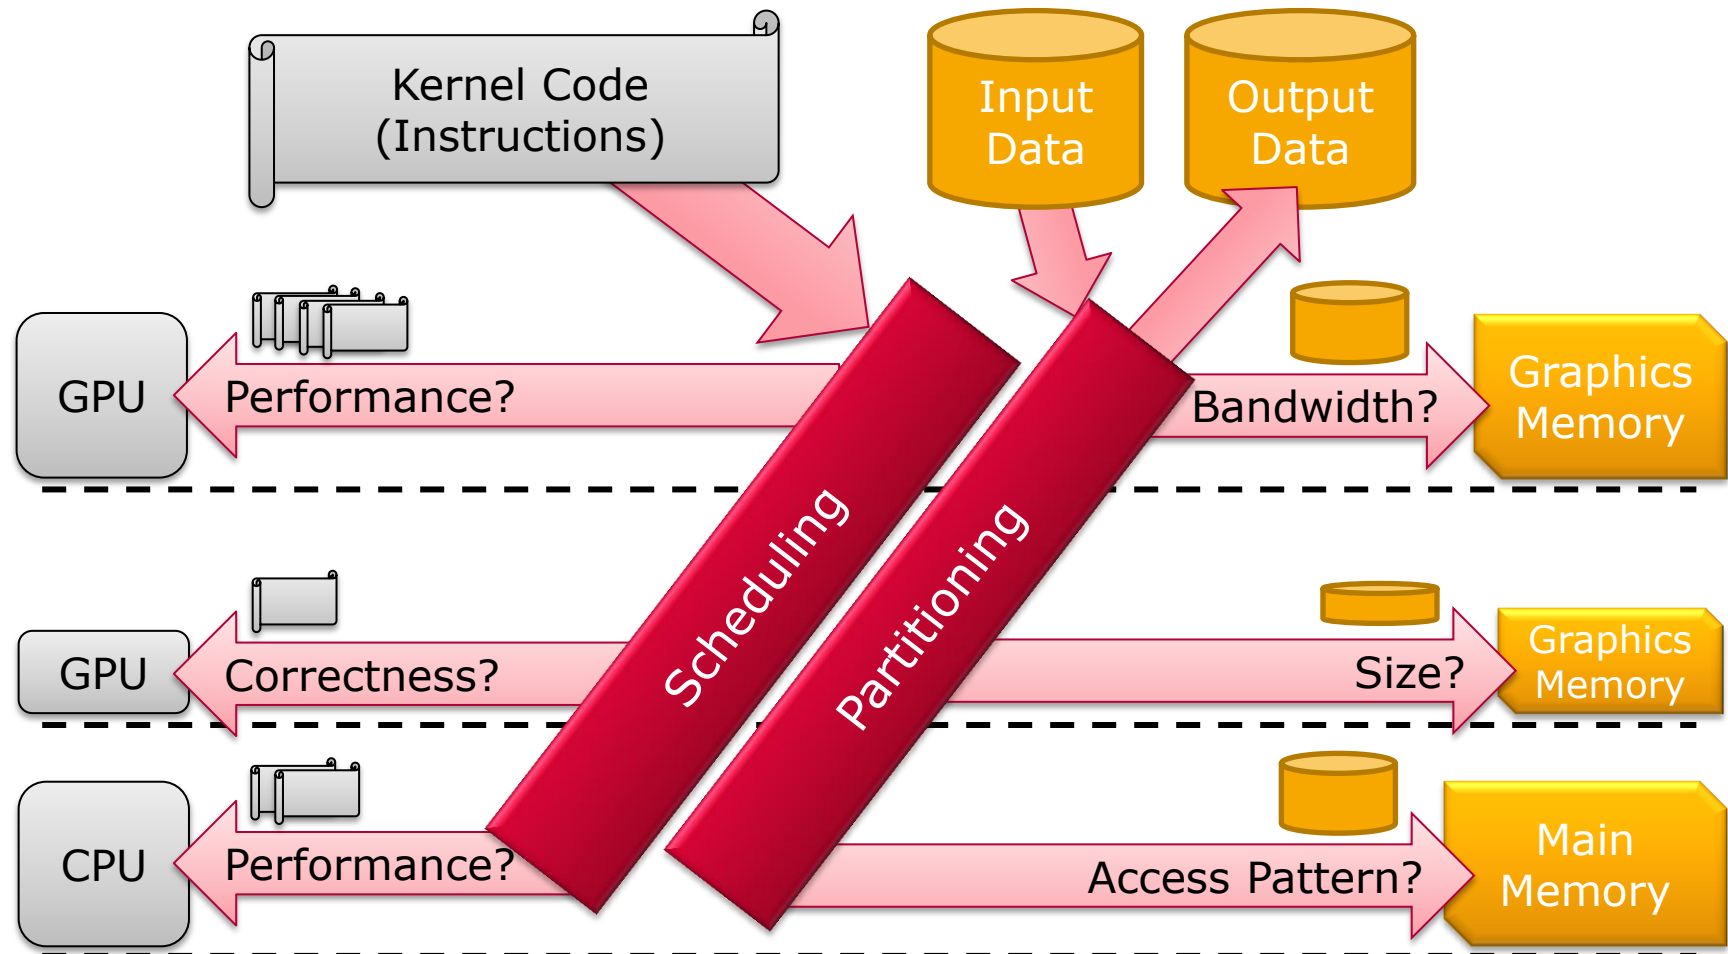 Kernel Code
(Instructions)
Input
Data
Output
Data
GPU
Performance?
Bandwidth?
Graphics
Memory
Scheduling
Partitioning
GPU
Correctness?
Size?
Graphics
Memory
CPU
Performance?
Access Pattern?
Main
Memory